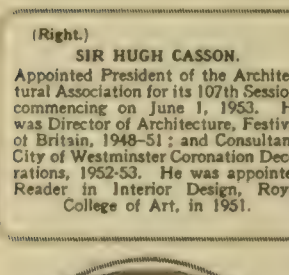 (Right.)
SIR HUGH CASSON.
Appointed President of the Archite
tural Association for its 107th Sessio
commencing on June 1, 1953. H
was Director of Architecture, Festiv
of Britain, 1948-51 ; and Consultan
City of Westminster Coronation Dec
rations, 1952-53. He was appointe
Reader in Interior Design, Roy
College of Art, in 1951.